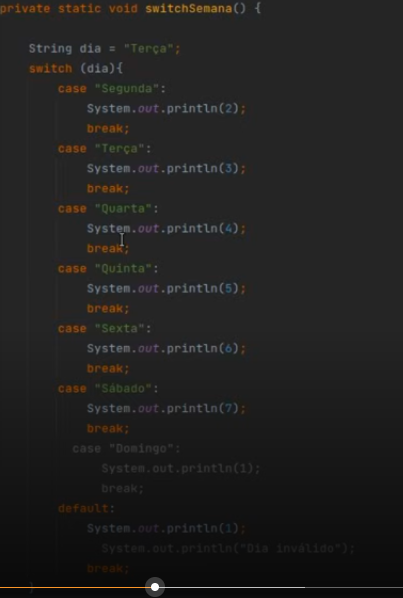 private static void switchSemana() {
String dia = "Terça";
switch (dia){
case "Segunda":
System.out.println(2);
break;
case "Terça":
System.out.println(3);
break;
case "Quarta":
System.out.println(4);
break;
case "Quinta":
System.out.println(5);
break;
case "Sexta":
System.out.println(6);
break;
case "Sábado":
System.out.println(7);
break;
case "Domingo":
System.out.println(1);
break;
default:
System.out.println(1);
System.out.println("Dia inválido");
break;
}